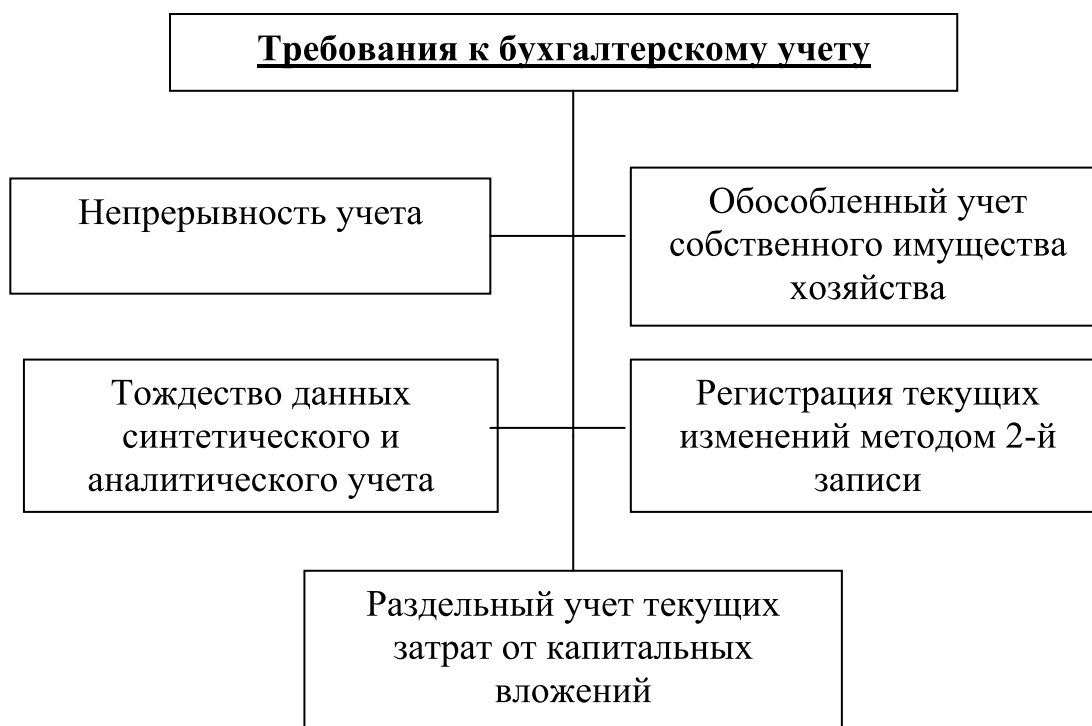 Требования к бухгалтерскому учету
Непрерывность учета
Обособленный учет
собственного имущества
хозяйства
Тождество данных
синтетического и
аналитического учета
Регистрация текущих
изменений методом 2-й
записи
Раздельный учет текущих
затрат от капитальных
вложений